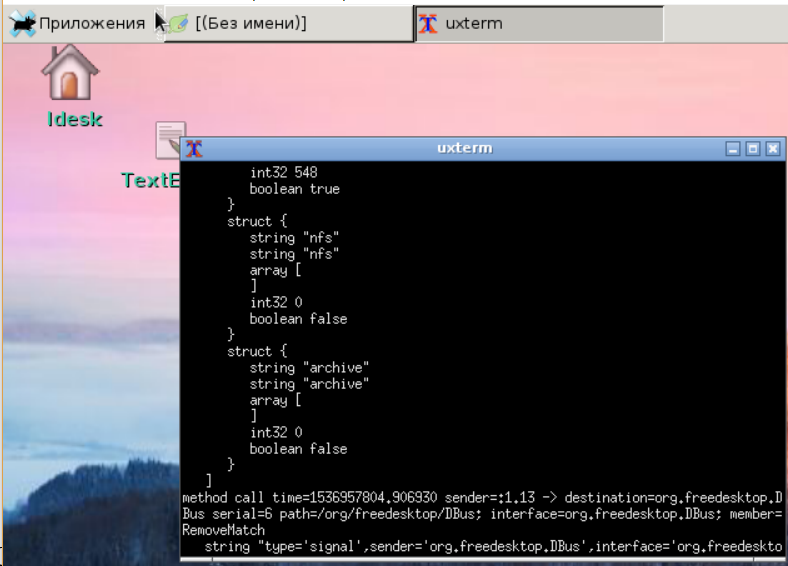 Приложения
[(Без имени)]
uxterm
Idesk
TextE
uxterm
int32 548
boolean true
}
struct {
string "nfs"
string "nfs"
array [
]
int32 0
boolean false
}
struct {
string "archive"
string "archive"
array [
]
int32 0
boolean false
}
]
method call time=1536957804.906930 sender=:1.13 -> destination=org.freedesktop.D
Bus serial=6 path=/org/freedesktop/DBus; interface=org.freedesktop.DBus; member=
RemoveMatch
string "type='signal',sender='org.freedesktop.DBus',interface='org.freedeskto